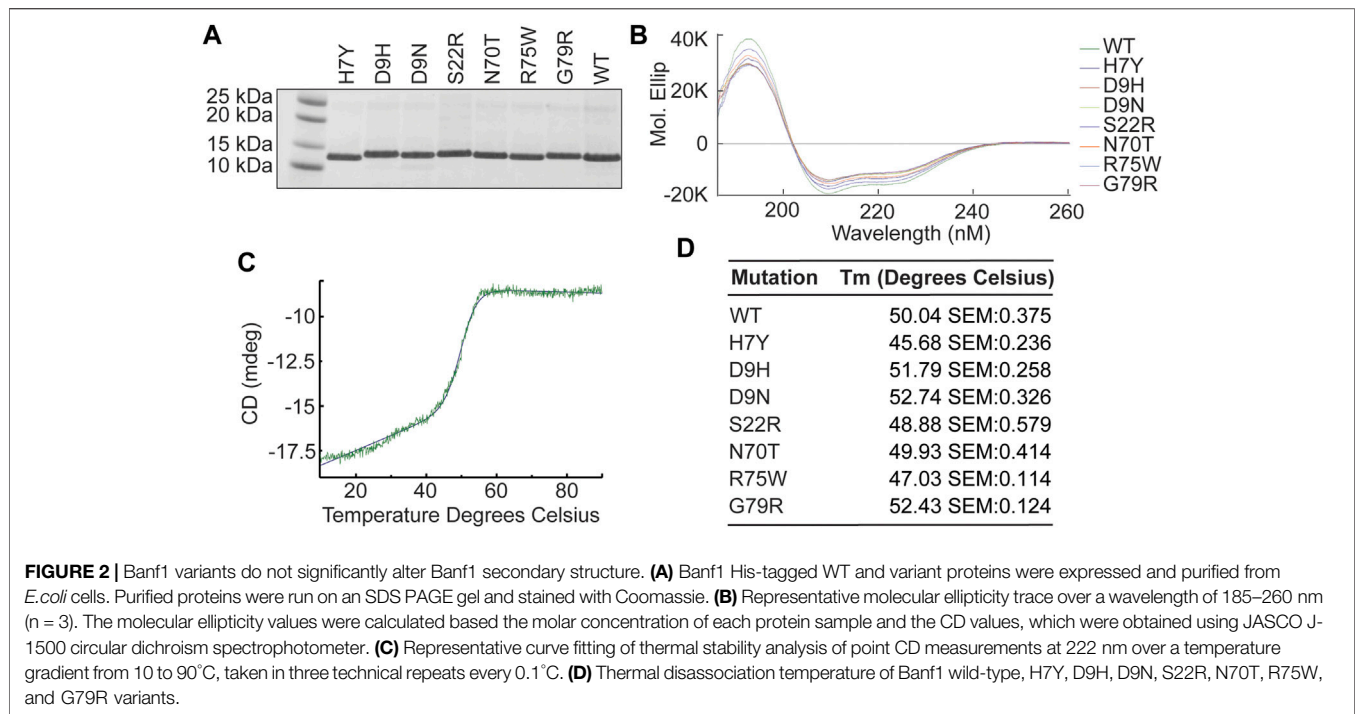 A
H7Y
D9H
D9N
S22R
N70T
R75W
G79R
WT
25 kDa
20 kDa
15 kDa
10 kDa
B
40K
20K
0
-20K
Mol. Ellip
200
220
240
260
Wavelength (nM)
WT
H7Y
D9H
D9N
S22R
N70T
R75W
G79R
C
-10
-12.5
-15
-17.5
CD (mdeg)
20
40
60
80
Temperature Degrees Celsius
D
Mutation Tm (Degrees Celsius)
WT 50.04 SEM:0.375
H7Y 45.68 SEM:0.236
D9H 51.79 SEM:0.258
D9N 52.74 SEM:0.326
S22R 48.88 SEM:0.579
N70T 49.93 SEM:0.414
R75W 47.03 SEM:0.114
G79R 52.43 SEM:0.124
FIGURE 2 | Banf1 variants do not significantly alter Banf1 secondary structure. (A) Banf1 His-tagged WT and variant proteins were expressed and purified from
E.coli cells. Purified proteins were run on an SDS PAGE gel and stained with Coomassie. (B) Representative molecular ellipticity trace over a wavelength of 185–260 nm
(n = 3). The molecular ellipticity values were calculated based the molar concentration of each protein sample and the CD values, which were obtained using JASCO J-
1500 circular dichroism spectrophotometer. (C) Representative curve fitting of thermal stability analysis of point CD measurements at 222 nm over a temperature
gradient from 10 to 90°C, taken in three technical repeats every 0.1°C. (D) Thermal disassociation temperature of Banf1 wild-type, H7Y, D9H, D9N, S22R, N70T, R75W,
and G79R variants.